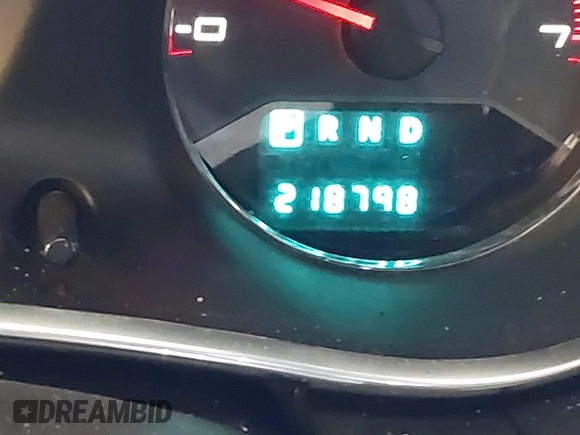 -0
7
P R N D
218798
DREAMBID